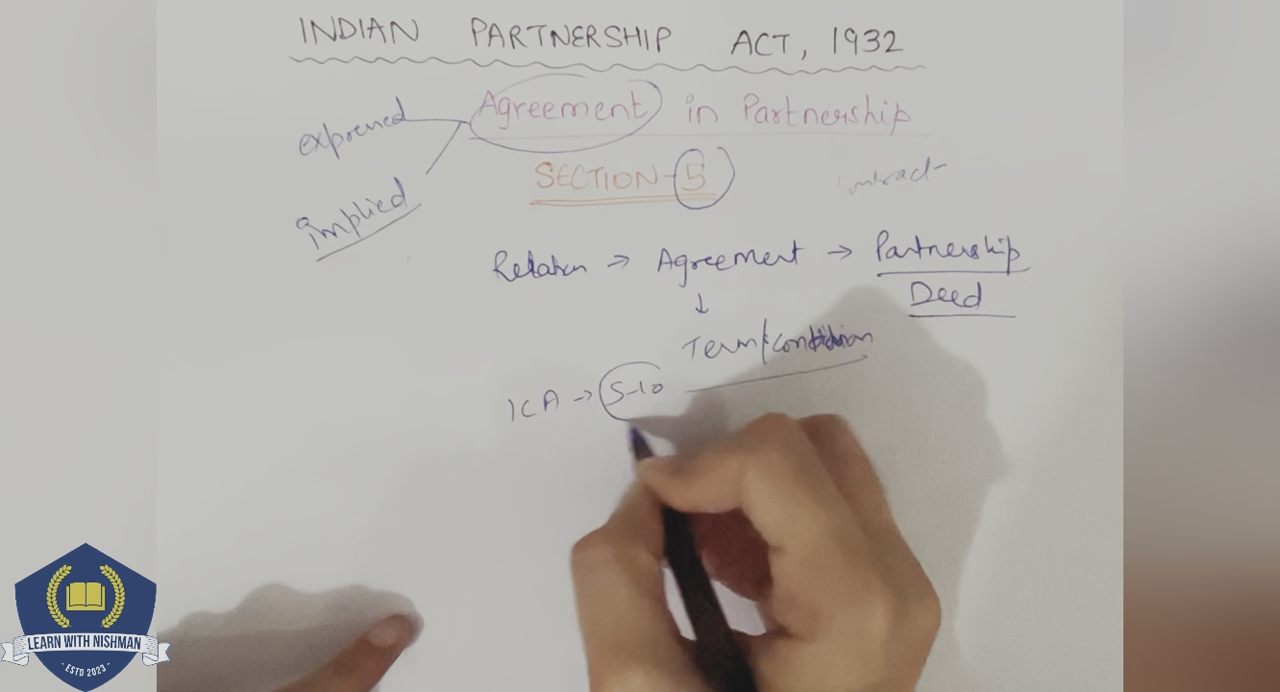 INDIAN PARTNERSHIP ACT, 1932
expressed
Agreement in Partnership
implied
SECTION-5
Relation → Agreement → Partnership
Deed
↓
Term/condition
ICA → S-10
LEARN WITH NISHMAN
- ESTD 2023 -